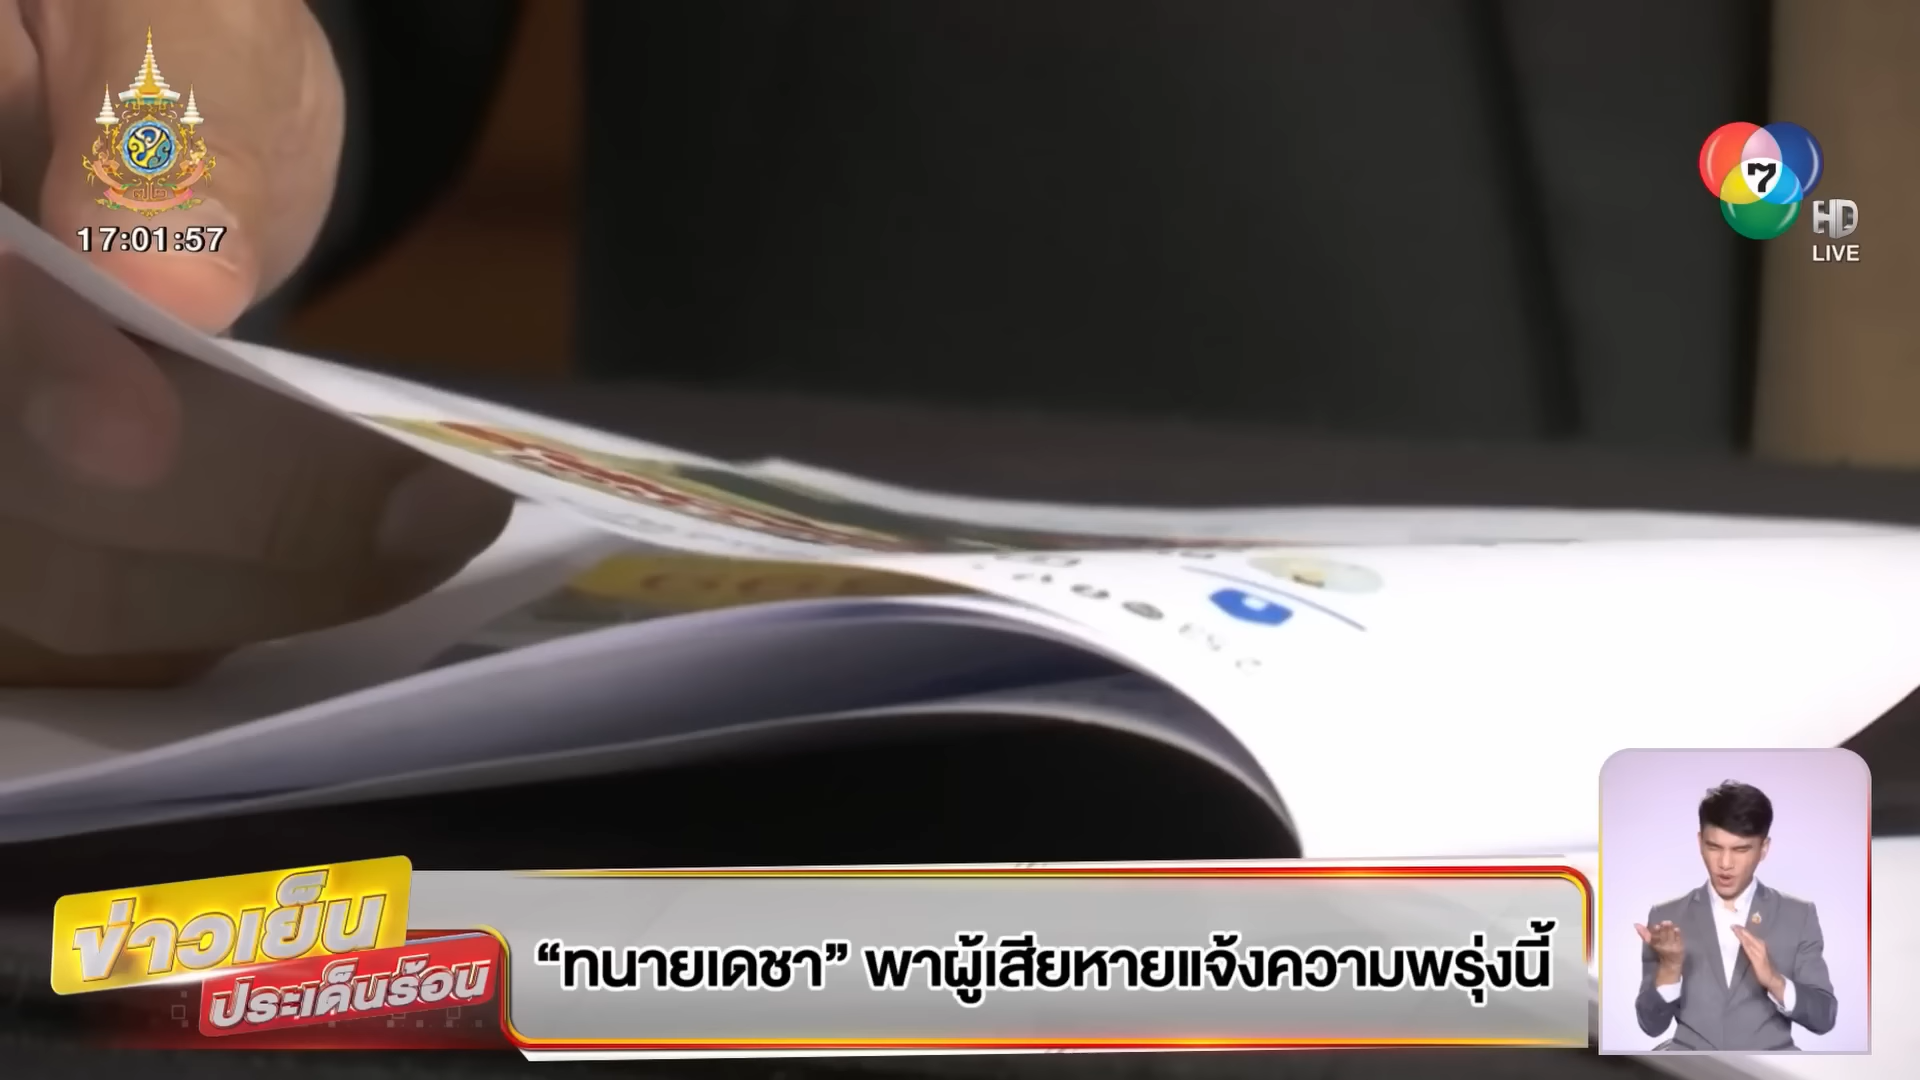 17:01:57
7
HD
LIVE
ข่าวเย็น
ประเด็นร้อน
“ทนายเดชา” พาผู้เสียหายแจ้งความพรุ่งนี้